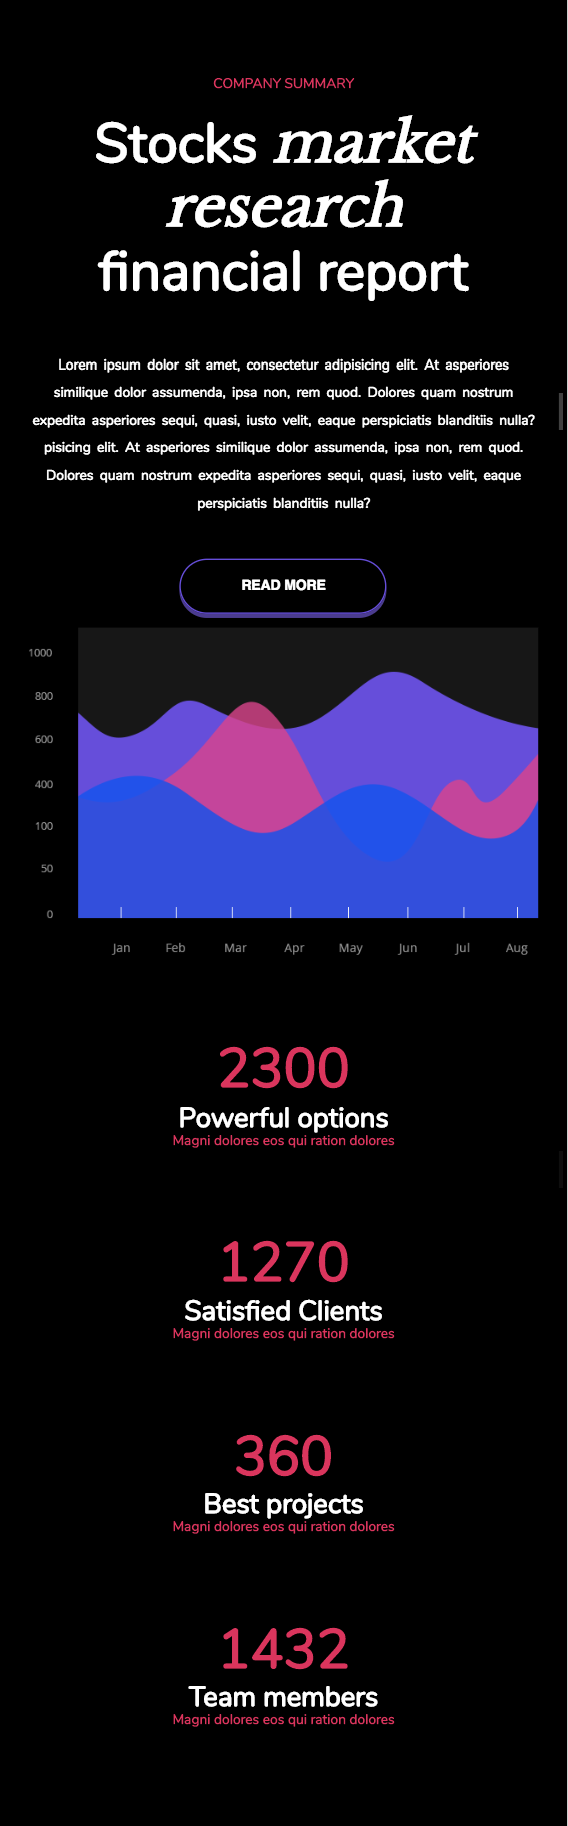 COMPANY SUMMARY
Stocks market
research
financial report
Lorem ipsum dolor sit amet, consectetur adipisicing elit. At asperiores
similique dolor assumenda, ipsa non, rem quod. Dolores quam nostrum
expedita asperiores sequi, quasi, iusto velit, eaque perspiciatis blanditiis nulla?
pisicing elit. At asperiores similique dolor assumenda, ipsa non, rem quod.
Dolores quam nostrum expedita asperiores sequi, quasi, iusto velit, eaque
perspiciatis blanditiis nulla?
READ MORE
1000
800
600
400
100
50
0
Jan Feb Mar Apr May Jun Jul Aug
2300
Powerful options
Magni dolores eos qui ration dolores
1270
Satisfied Clients
Magni dolores eos qui ration dolores
360
Best projects
Magni dolores eos qui ration dolores
1432
Team members
Magni dolores eos qui ration dolores